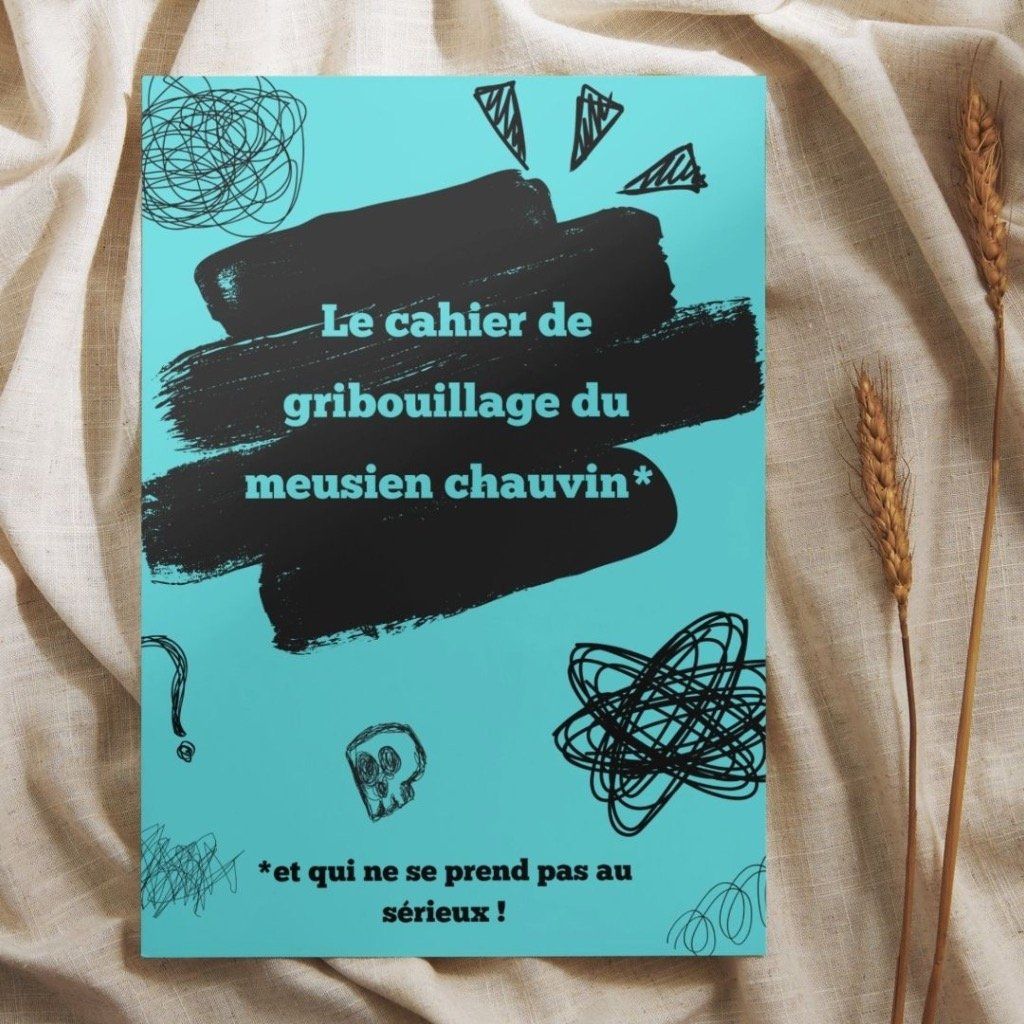 Le cahier de
gribouillage du
meusien chauvin*
*et qui ne se prend pas au
sérieux !